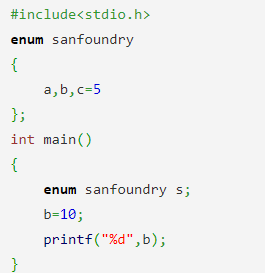 #include<stdio.h>
enum sanfoundry
{
    a,b,c=5
};
int main()
{
    enum sanfoundry s;
    b=10;
    printf("%d",b);
}